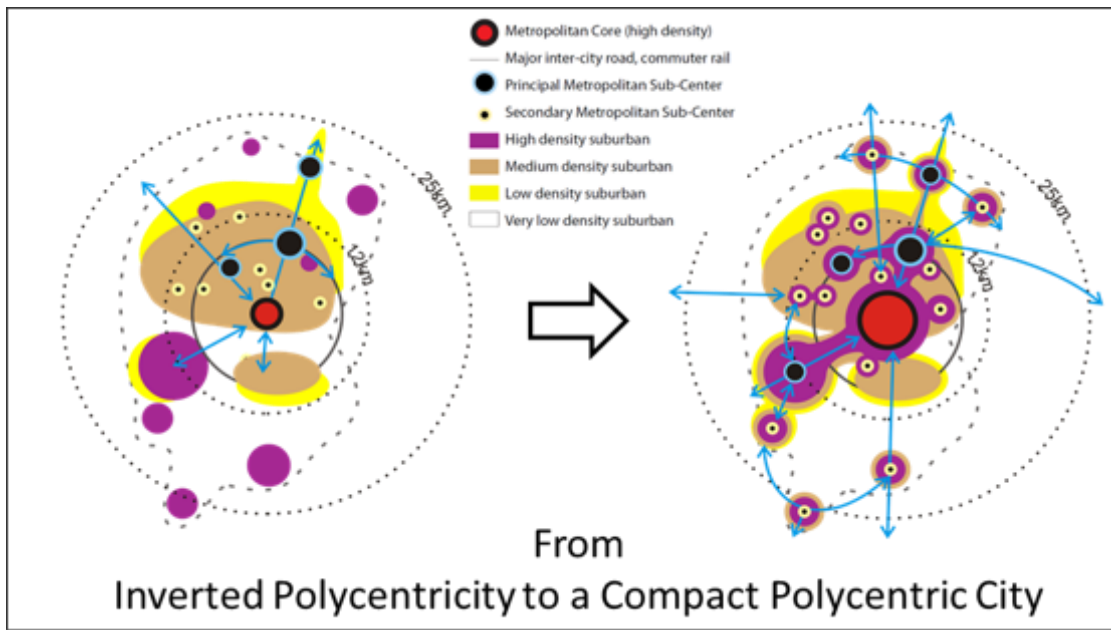 Metropolitan Core (high density)
Major inter-city road, commuter rail
Principal Metropolitan Sub-Center
Secondary Metropolitan Sub-Center
High density suburban
Medium density suburban
Low density suburban
Very low density suburban
25km.
12km
25km.
12km
From
Inverted Polycentricity to a Compact Polycentric City